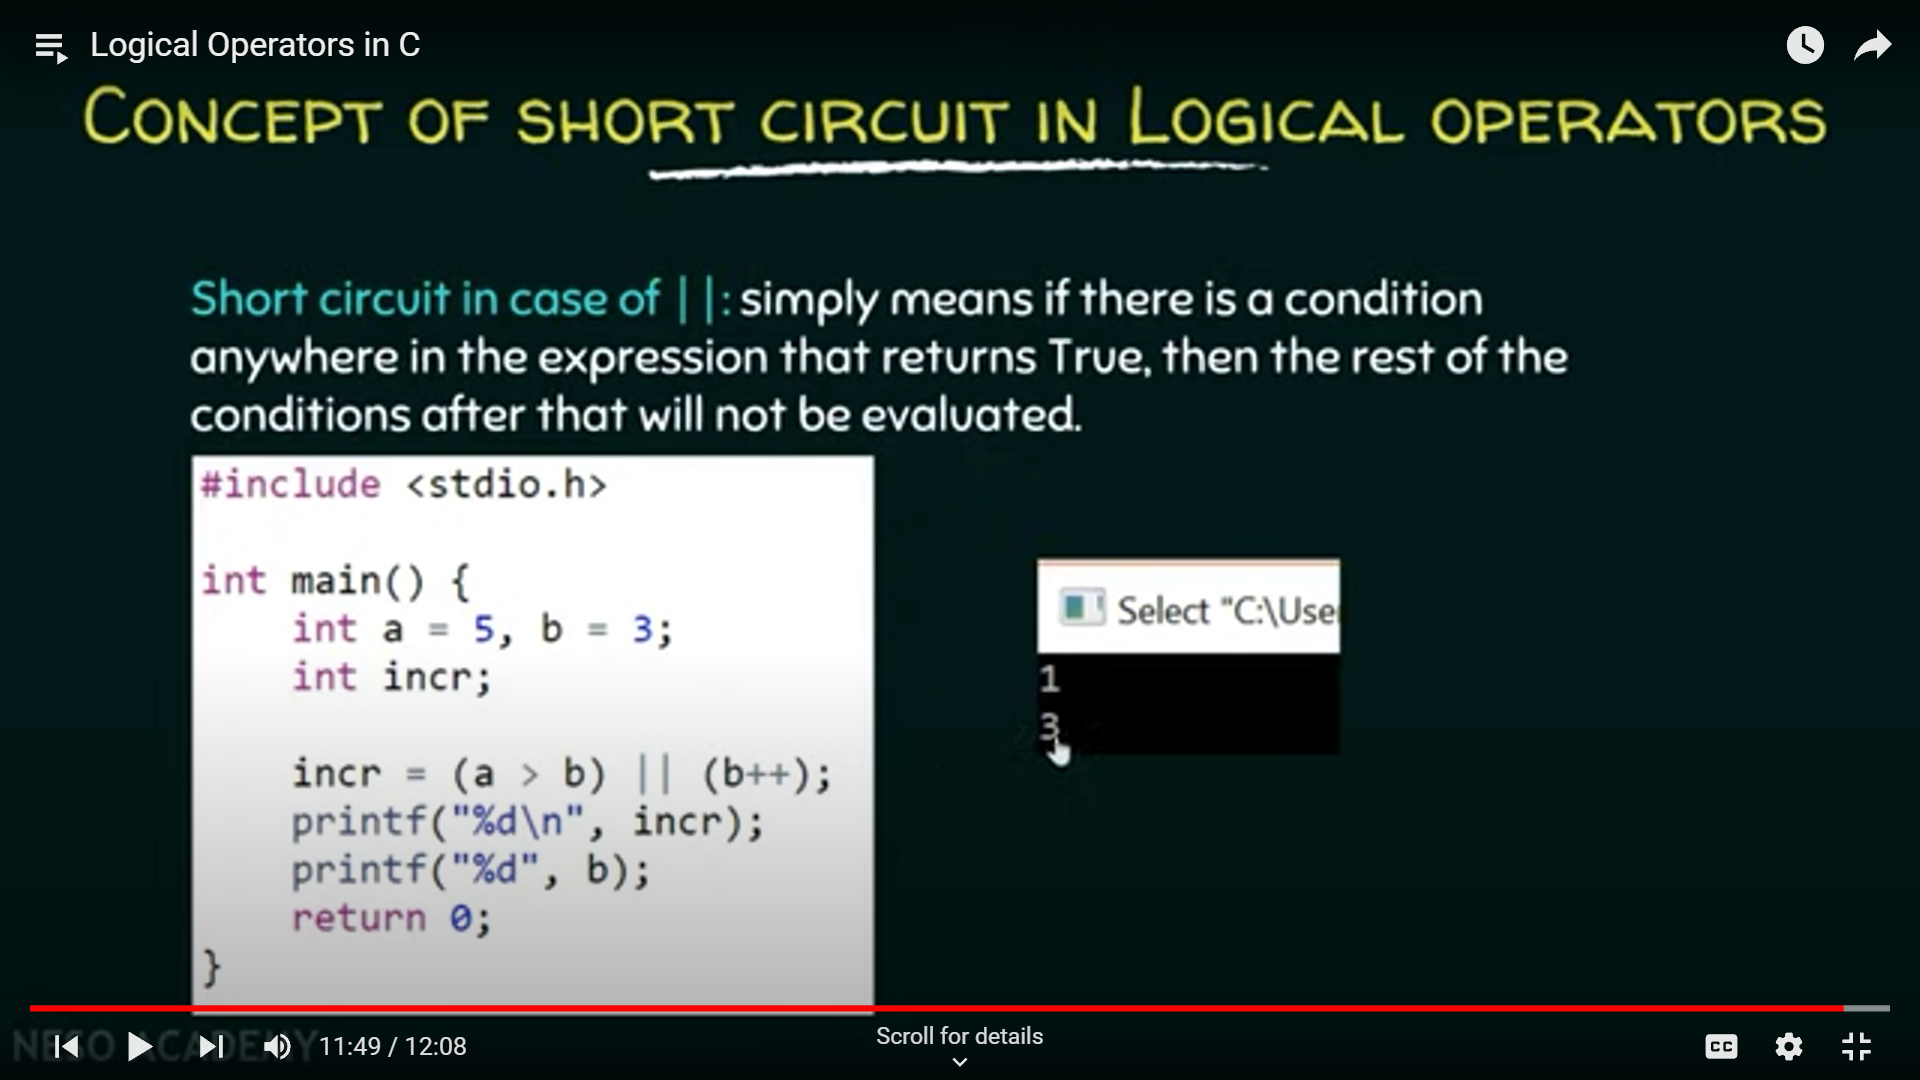 Logical Operators in C
CONCEPT OF SHORT CIRCUIT IN LOGICAL OPERATORS
Short circuit in case of ||: simply means if there is a condition
anywhere in the expression that returns True, then the rest of the
conditions after that will not be evaluated.
#include <stdio.h>
int main() {
    int a = 5, b = 3;
    int incr;
    incr = (a > b) || (b++);
    printf("%d\n", incr);
    printf("%d", b);
    return 0;
}
Select "C:\User
1
3
NESO ACADEMY
11:49 / 12:08
Scroll for details
CC